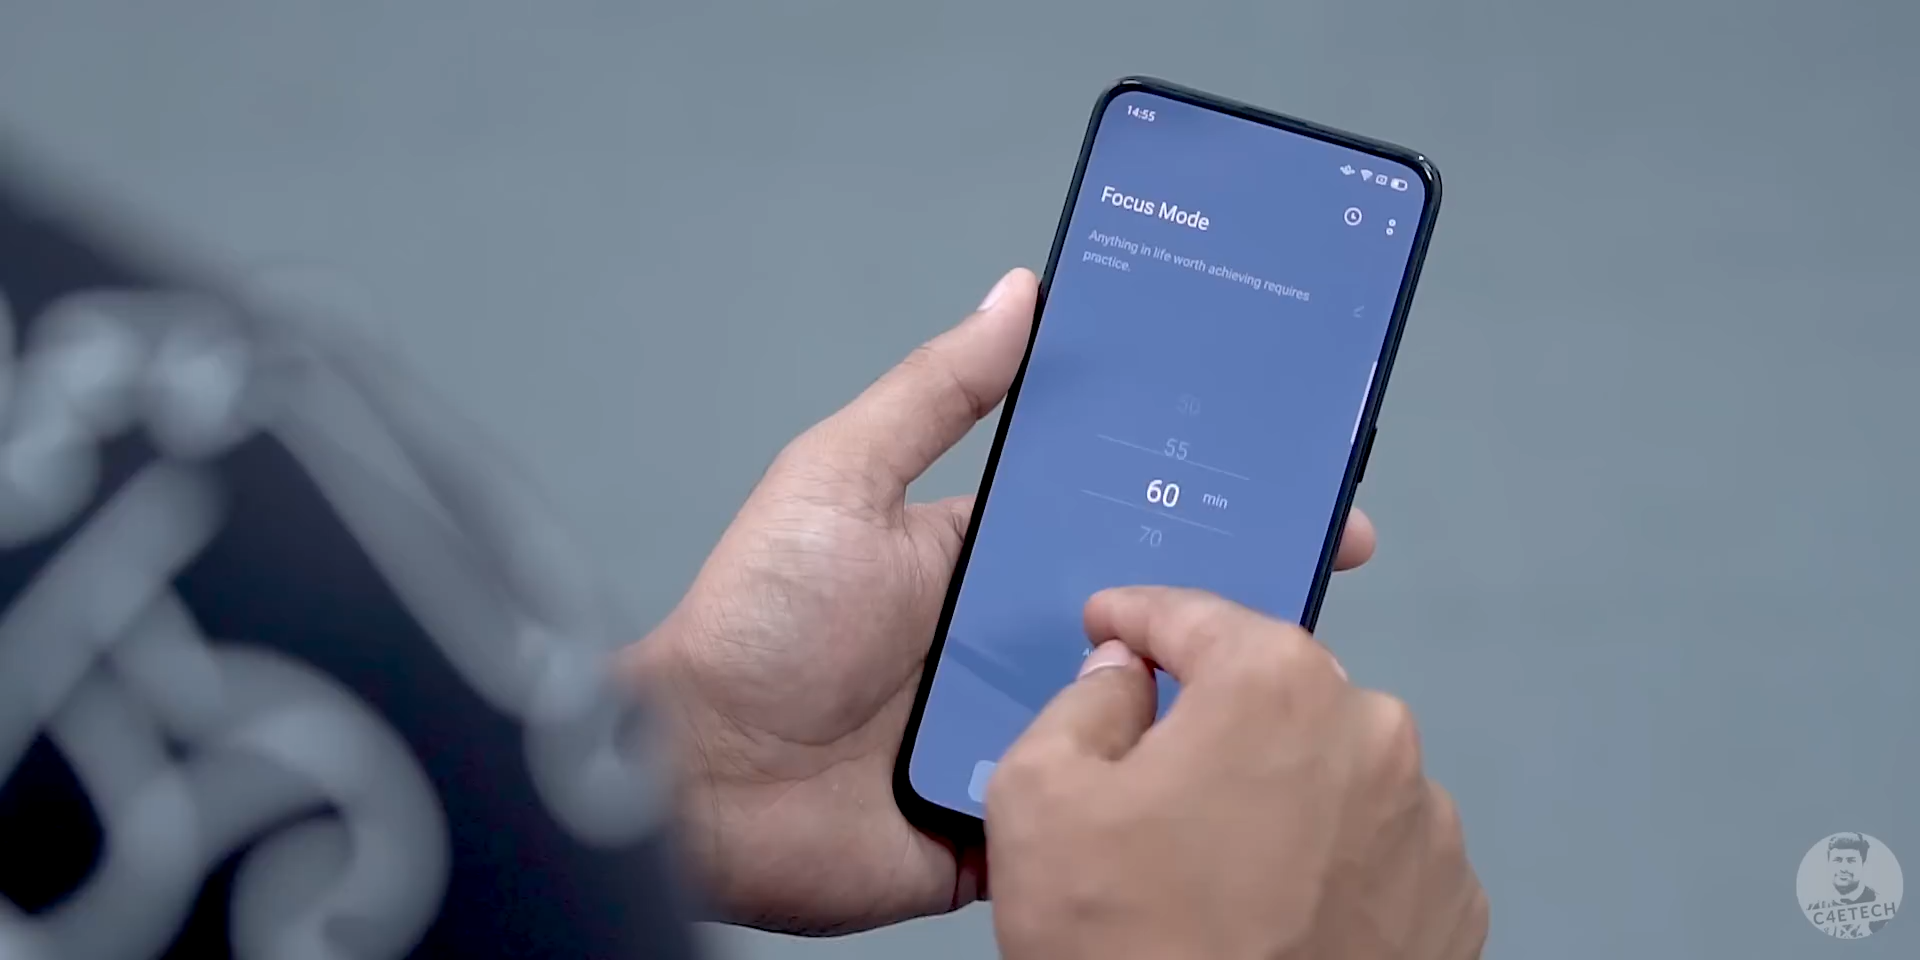 14:55
Focus Mode
Anything in life worth achieving requires
practice.
50
55
60 min
70
C4ETECH